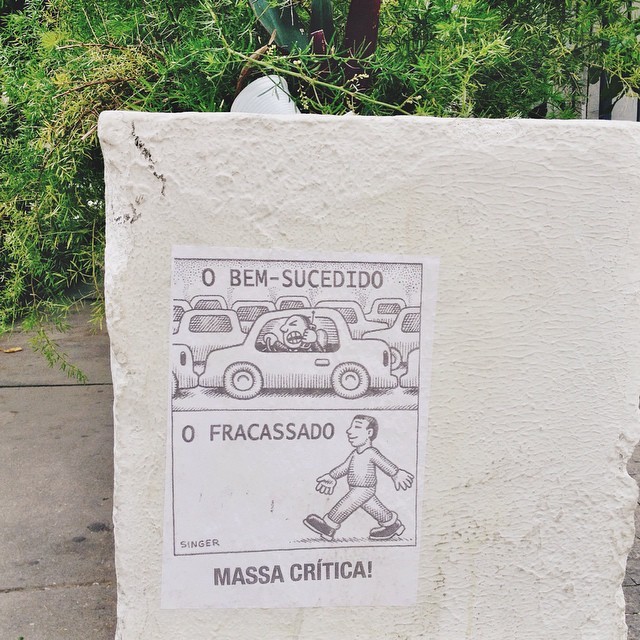 O BEM-SUCEDIDO
O FRACASSADO
SINGER
MASSA CRÍTICA!